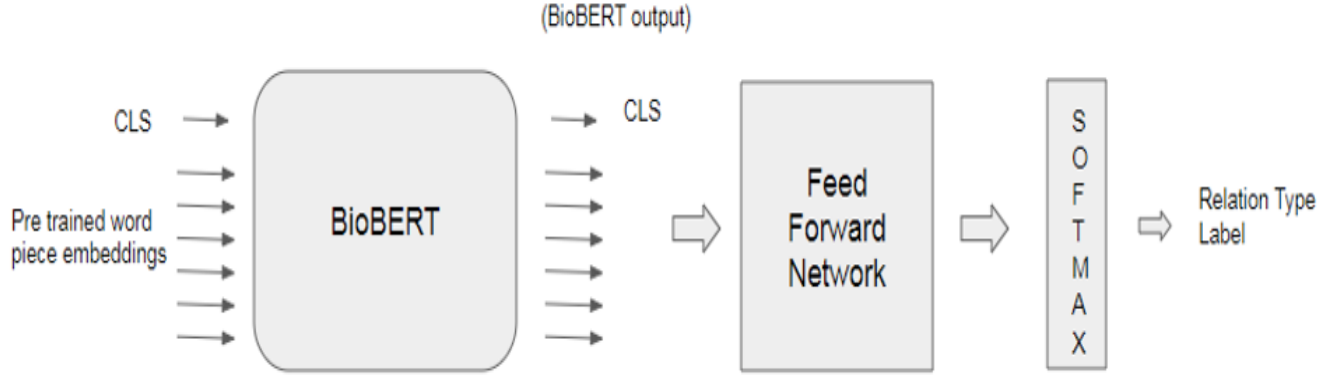 (BioBERT output)
CLS
CLS
Pre trained word
piece embeddings
BioBERT
Feed
Forward
Network
S
O
F
T
M
A
X
Relation Type
Label